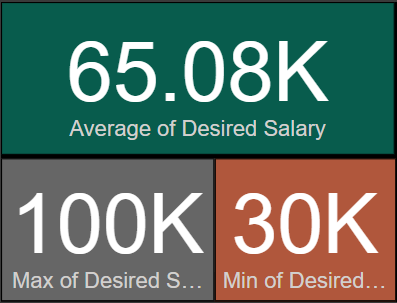 65.08K
Average of Desired Salary
100K 30K
Max of Desired S... Min of Desired...